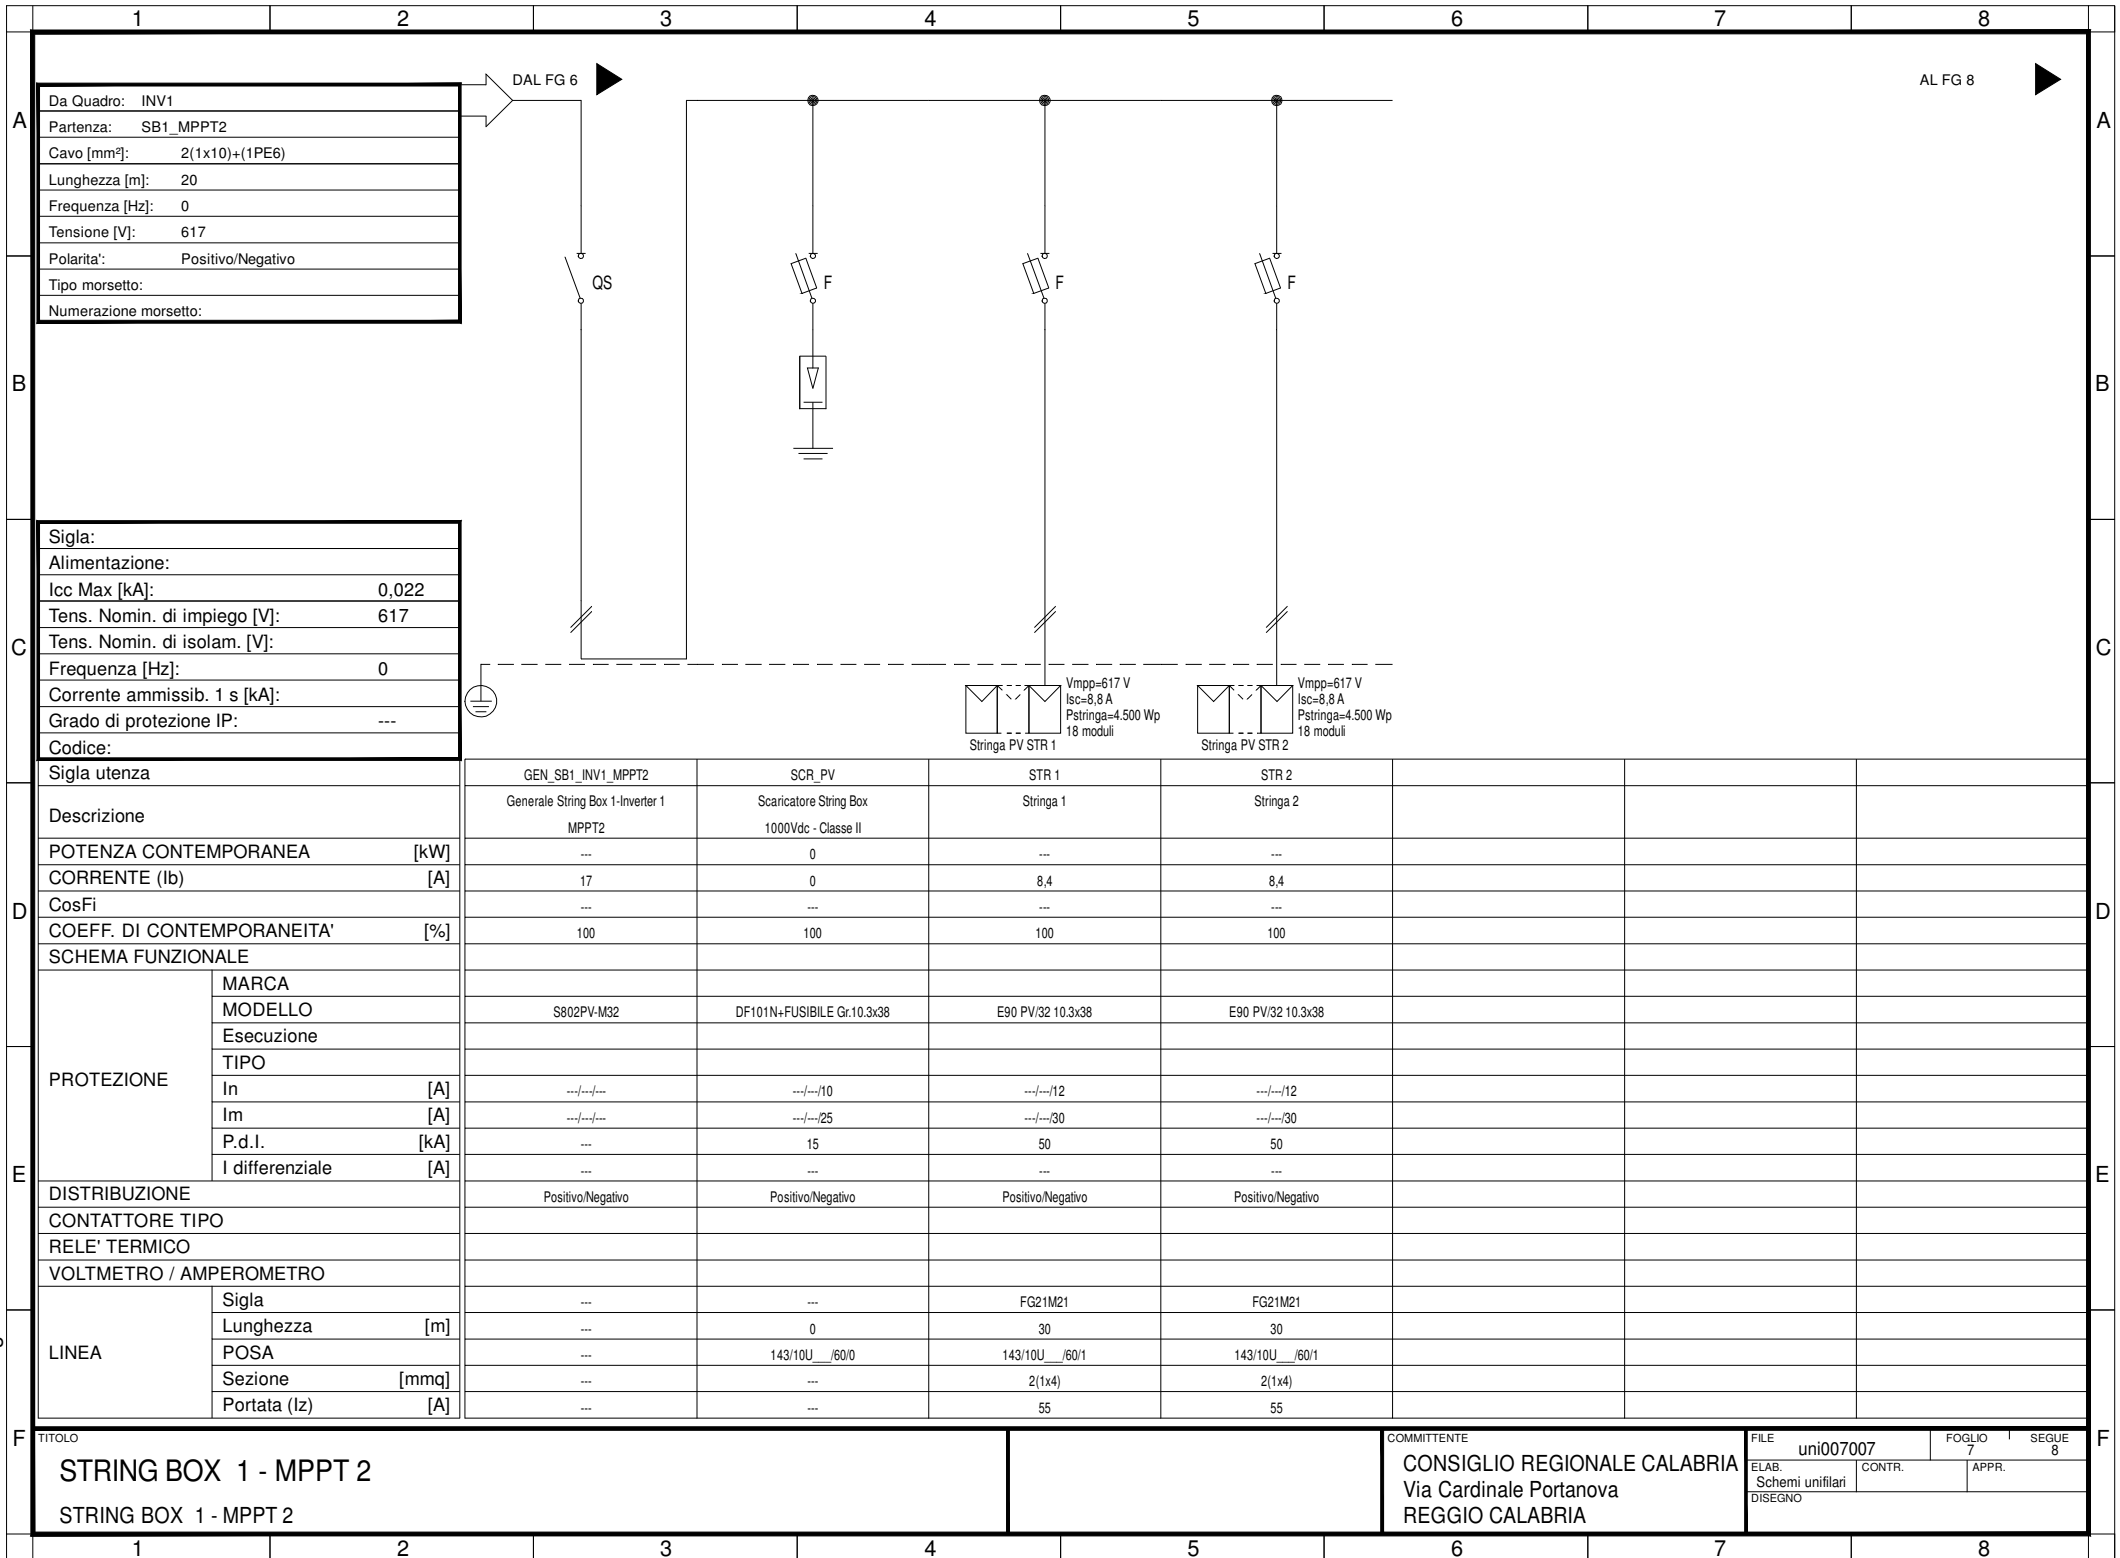 1 2 3 4 5 6 7 8
DAL FG 6
AL FG 8
A A
Da Quadro: INV1
Partenza: SB1_MPPT2
Cavo [mm²]: 2(1x10)+(1PE6)
Lunghezza [m]: 20
Frequenza [Hz]: 0
Tensione [V]: 617
Polarita': Positivo/Negativo
Tipo morsetto:
Numerazione morsetto:
QS F F F
B B
Sigla:
Alimentazione:
Icc Max [kA]: 0,022
Tens. Nomin. di impiego [V]: 617
Tens. Nomin. di isolam. [V]:
Frequenza [Hz]: 0
Corrente ammissib. 1 s [kA]:
Grado di protezione IP: ---
Codice:
C C
Vmpp=617 V
Isc=8,8 A
Pstringa=4.500 Wp
18 moduli
Stringa PV STR 1
Vmpp=617 V
Isc=8,8 A
Pstringa=4.500 Wp
18 moduli
Stringa PV STR 2
Sigla utenza GEN_SB1_INV1_MPPT2 SCR_PV STR 1 STR 2
Descrizione
Generale String Box 1-Inverter 1 Scaricatore String Box Stringa 1 Stringa 2
MPPT2 1000Vdc - Classe II
POTENZA CONTEMPORANEA [kW] --- 0 --- ---
CORRENTE (Ib) [A] 17 0 8,4 8,4
D D
CosFi --- --- --- ---
COEFF. DI CONTEMPORANEITA' [%] 100 100 100 100
SCHEMA FUNZIONALE
PROTEZIONE
MARCA
MODELLO S802PV-M32 DF101N+FUSIBILE Gr.10.3x38 E90 PV/32 10.3x38 E90 PV/32 10.3x38
Esecuzione
TIPO
In [A] ---/---/--- ---/---/10 ---/---/12 ---/---/12
Im [A] ---/---/--- ---/---/25 ---/---/30 ---/---/30
P.d.I. [kA] --- 15 50 50
I differenziale [A] --- --- --- ---
E E
DISTRIBUZIONE Positivo/Negativo Positivo/Negativo Positivo/Negativo Positivo/Negativo
CONTATTORE TIPO
RELE' TERMICO
VOLTMETRO / AMPEROMETRO
LINEA
Sigla --- --- FG21M21 FG21M21
Lunghezza [m] --- 0 30 30
POSA --- 143/10U___/60/0 143/10U___/60/1 143/10U___/60/1
Sezione [mmq] --- --- 2(1x4) 2(1x4)
Portata (Iz) [A] --- --- 55 55
F F
TITOLO
STRING BOX 1 - MPPT 2
STRING BOX 1 - MPPT 2
COMMITTENTE
CONSIGLIO REGIONALE CALABRIA
Via Cardinale Portanova
REGGIO CALABRIA
FILE uni007007
FOGLIO 7
SEGUE 8
ELAB. Schemi unifilari
CONTR.
APPR.
DISEGNO
1 2 3 4 5 6 7 8